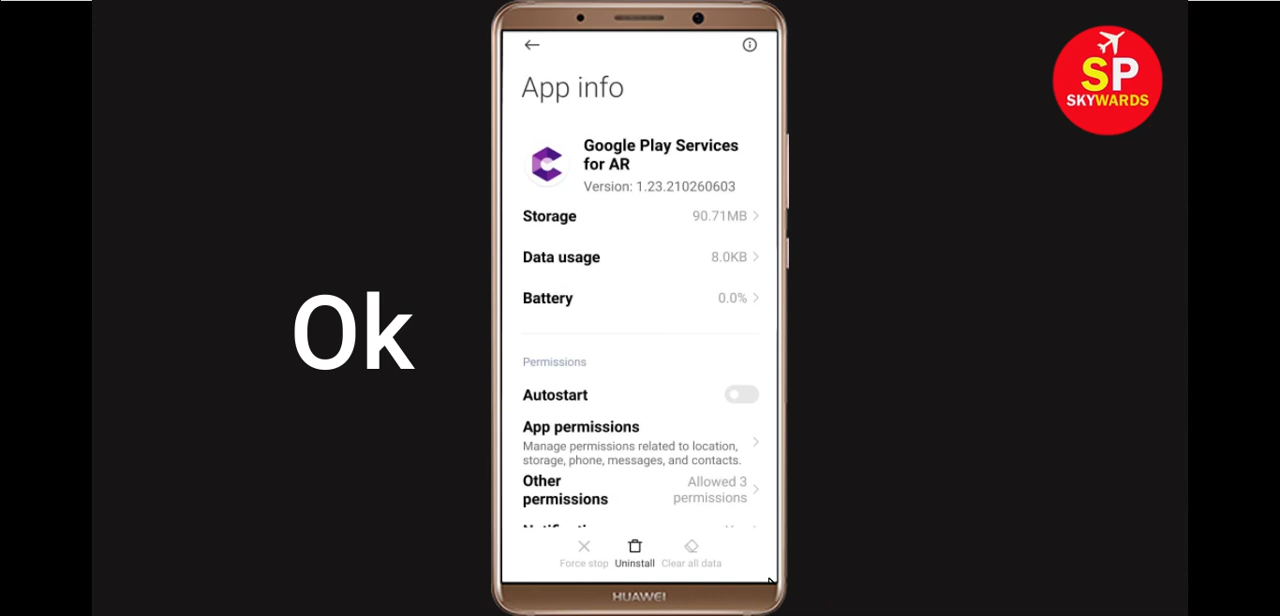 SP
SKYWARDS
App info
Google Play Services
for AR
Version: 1.23.210260603
Storage 90.71MB
Data usage 8.0KB
Battery 0.0%
Ok
Permissions
Autostart
App permissions
Manage permissions related to location,
storage, phone, messages, and contacts.
Other permissions
Allowed 3 permissions
Force stop Uninstall Clear all data
HUAWEI